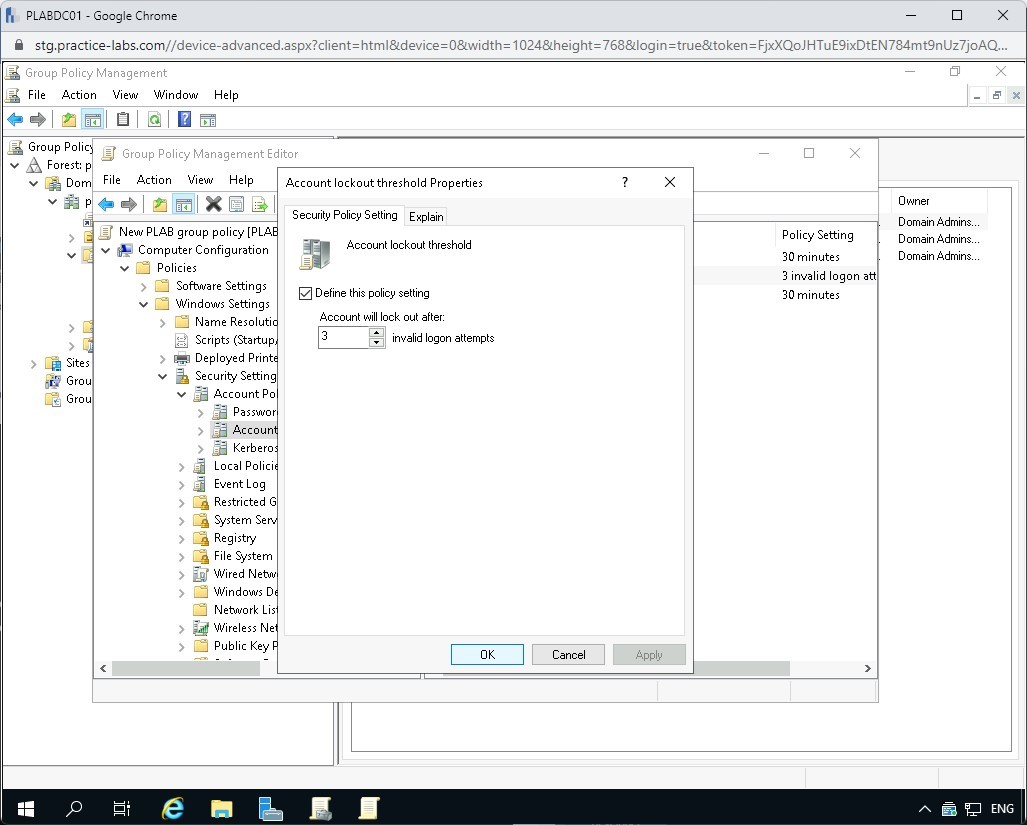 PLABDC01 - Google Chrome
stg.practice-labs.com//device-advanced.aspx?client=html&device=0&width=1024&height=768&login=true&token=FjxXQoJHTuE9ixDtEN784mt9nUz7joAQ...
Group Policy Management
File Action View Window Help
Group Policy
Forest: p
Dom
p
Sites
Grou
Grou
Group Policy Management Editor
File Action View Help
New PLAB group policy [PLAB
Computer Configuration
Policies
Software Settings
Windows Settings
Name Resolutio
Scripts (Startup/
Deployed Printe
Security Setting
Account Pol
Passwor
Account
Kerberos
Local Policie
Event Log
Restricted G
System Serv
Registry
File System
Wired Netw
Windows De
Network List
Wireless Net
Public Key P
Account lockout threshold Properties
?
Security Policy Setting Explain
Account lockout threshold
Define this policy setting
Account will lock out after:
3 invalid logon attempts
OK Cancel Apply
Policy Setting
30 minutes
3 invalid logon att
30 minutes
Owner
Domain Admins...
Domain Admins...
Domain Admins...
ENG